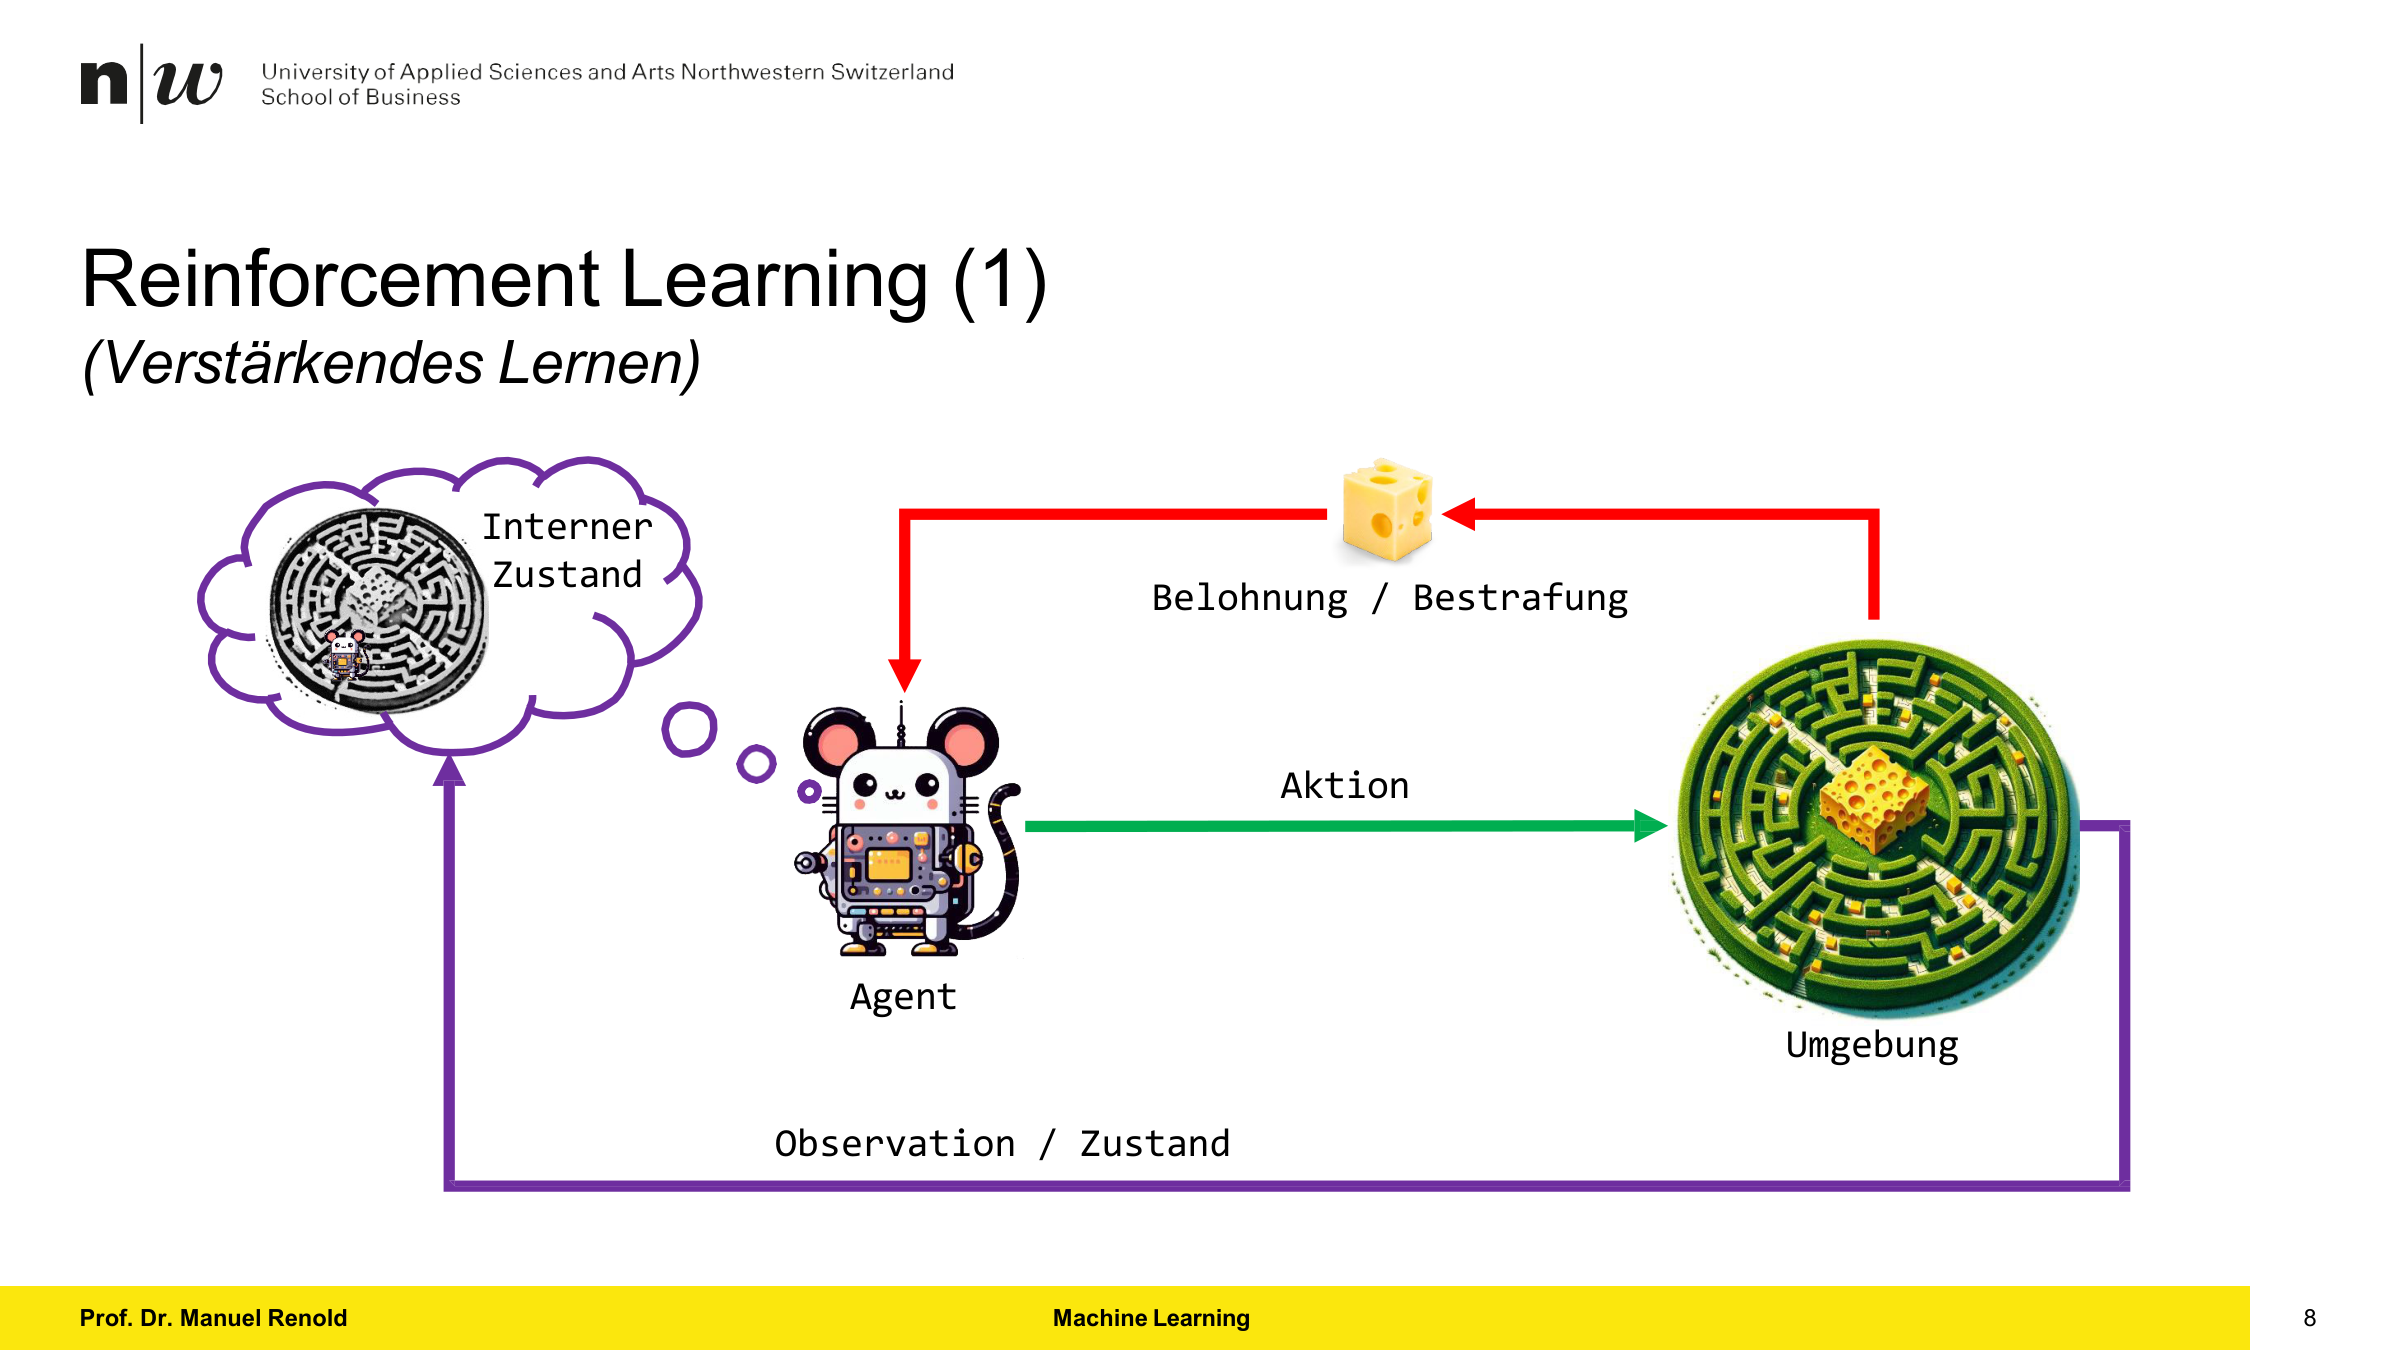 n|w
University of Applied Sciences and Arts Northwestern Switzerland
School of Business
Reinforcement Learning (1)
(Verstärkendes Lernen)
Interner
Zustand
Belohnung / Bestrafung
Aktion
Agent
Umgebung
Observation / Zustand
Prof. Dr. Manuel Renold
Machine Learning
8